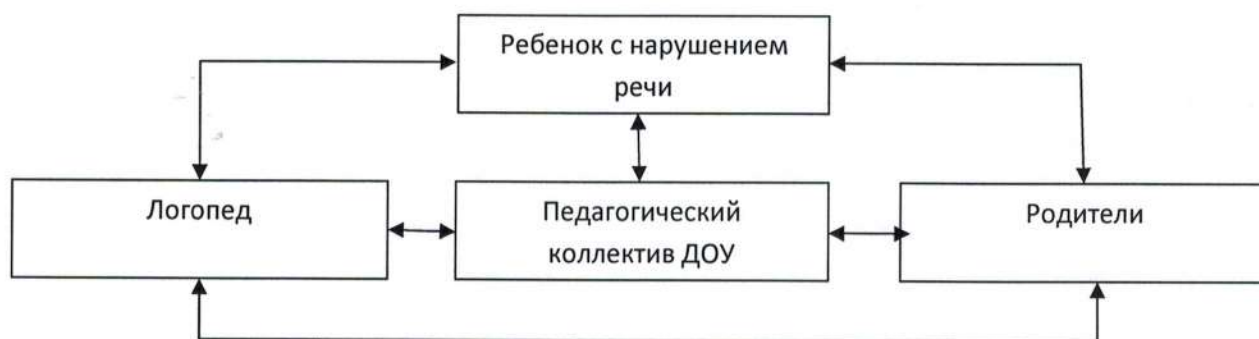 Ребенок с нарушением
речи
Логопед
Педагогический
коллектив ДОУ
Родители